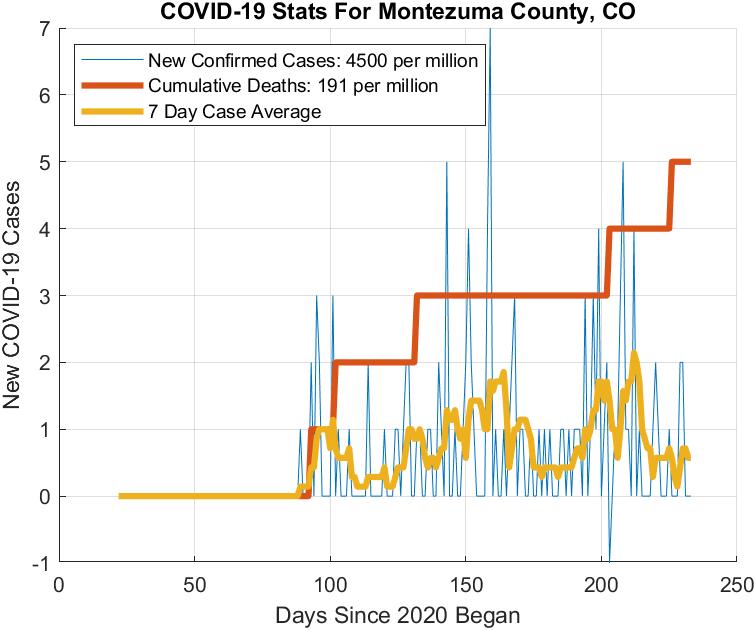 COVID-19 Stats For Montezuma County, CO
New Confirmed Cases: 4500 per million
Cumulative Deaths: 191 per million
7 Day Case Average
New COVID-19 Cases
7
6
5
4
3
2
1
0
-1
0 50 100 150 200 250
Days Since 2020 Began